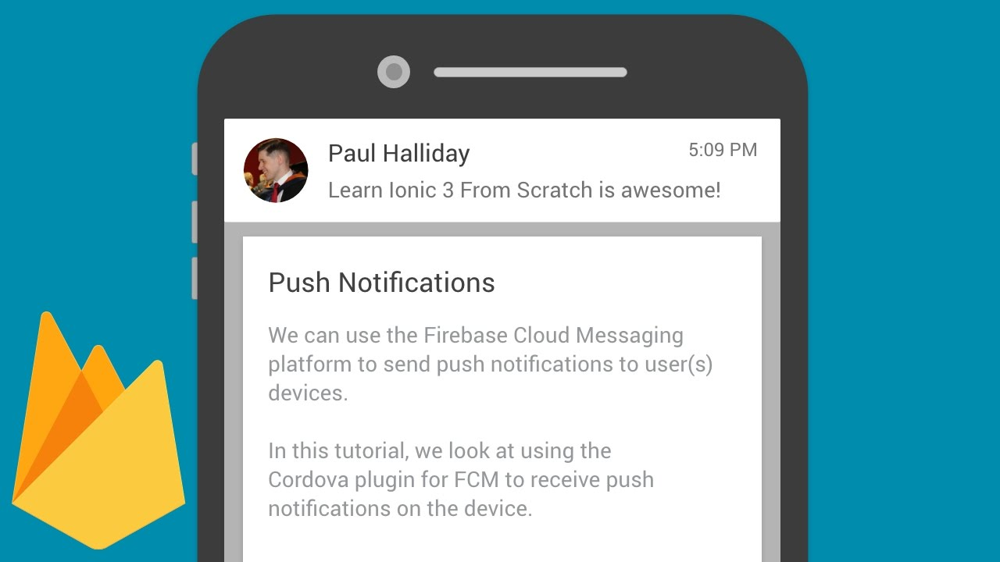 Paul Halliday
5:09 PM
Learn Ionic 3 From Scratch is awesome!
Push Notifications
We can use the Firebase Cloud Messaging
platform to send push notifications to user(s)
devices.
In this tutorial, we look at using the
Cordova plugin for FCM to receive push
notifications on the device.